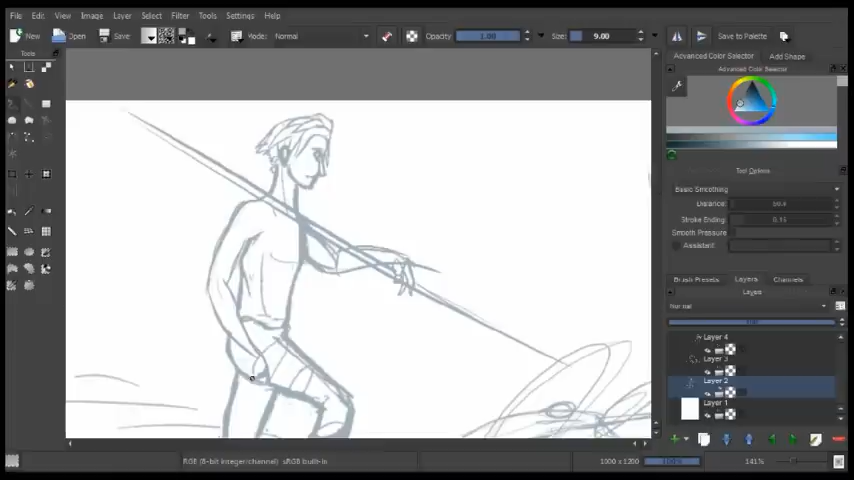 File Edit View Image Layer Select Filter Tools Settings Help
New Open Save Mode: Normal Opacity 1.00 Size: 9.00 Save to Palette
Tools
Advanced Color Selector Add Shape
Advanced Color Selector
Tool Options
Basic Smoothing
Distance:
Stroke Ending: 0.15
Smooth Pressure
Assistant
Brush Presets Layers Channels
Layers
Normal
Layer 4
Layer 3
Layer 2
Layer 1
RGB (8-bit integer/channel) sRGB built-in 1000 x 1200 141%